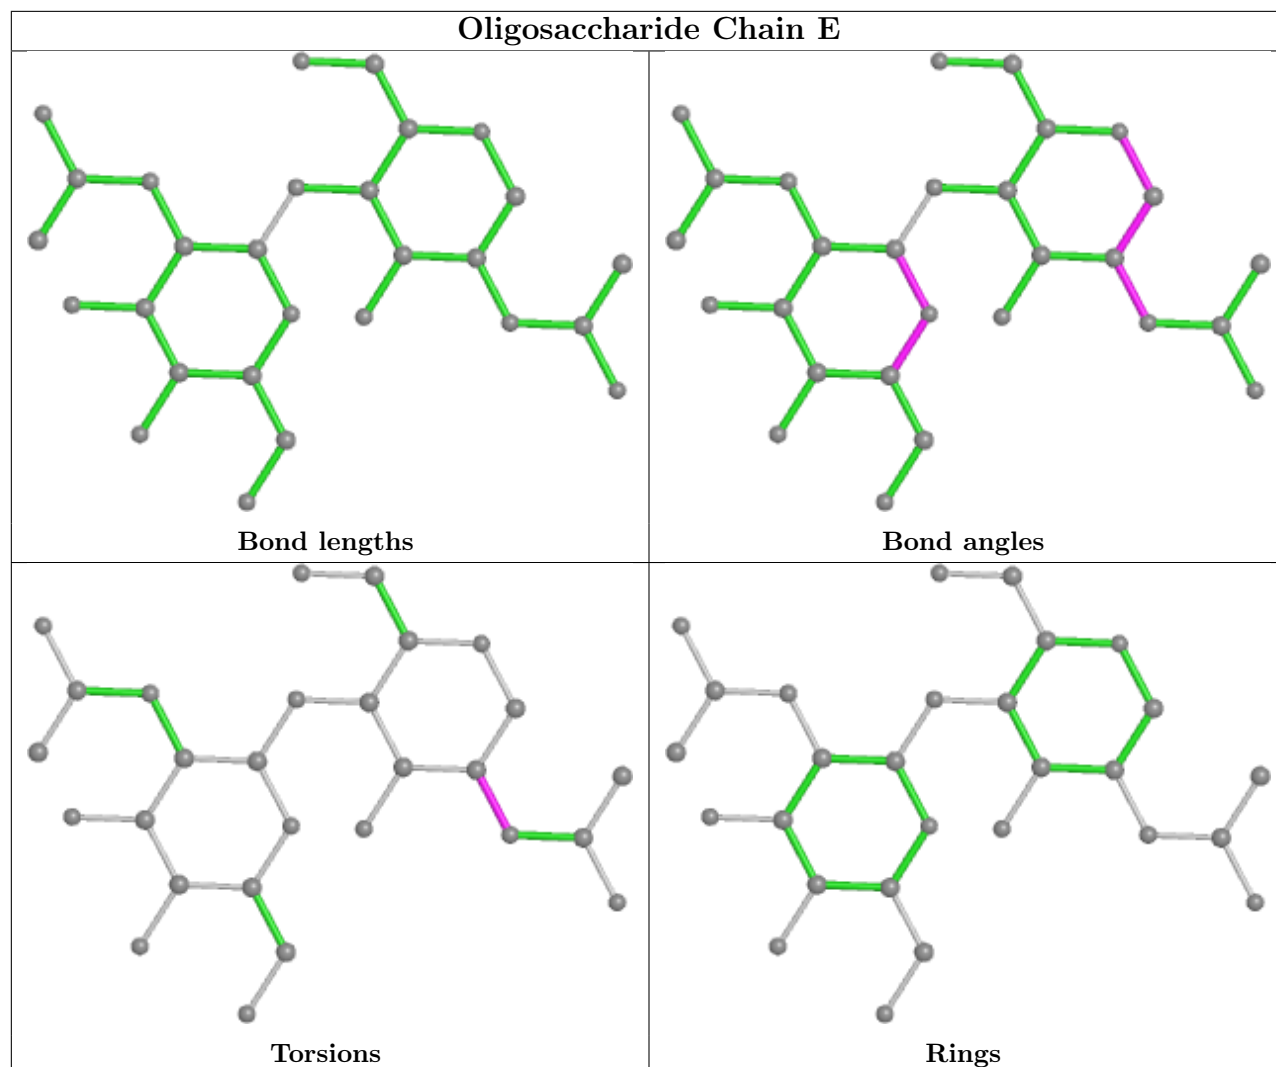 Oligosaccharide Chain E
Bond lengths
Bond angles
Torsions
Rings